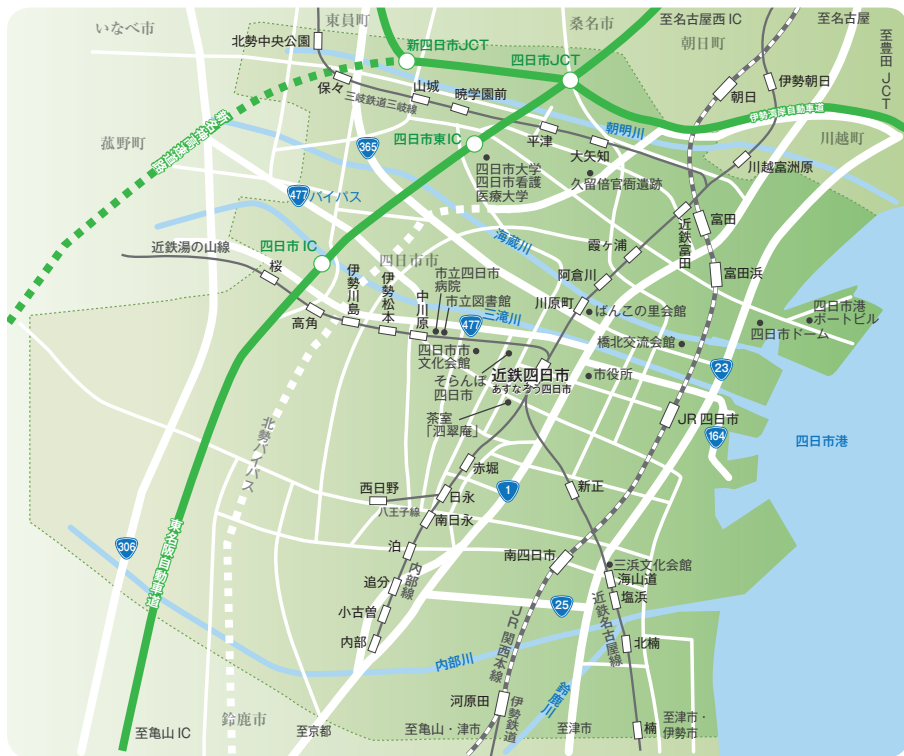 いなべ市
東員町
桑名市
至名古屋西IC
至名古屋
朝日町
至豊田JCT
北勢中央公園
新四日市JCT
四日市JCT
保々
山城
三岐鉄道三岐線
暁学園前
朝日
伊勢朝日
伊勢湾岸自動車道
川越町
新名神高速道路
菰野町
365
四日市東IC
平津
朝明川
大矢知
川越富洲原
四日市大学
四日市看護
医療大学
久留倍官衙遺跡
477
バイパス
近鉄富田
富田
海蔵川
霞ヶ浦
四日市IC
近鉄湯の山線
桜
四日市市
阿倉川
富田浜
伊勢川島
伊勢松本
中川原
市立四日市
病院
市立図書館
川原町
ばんこの里会館
四日市港
ポートビル
四日市ドーム
高角
477
三滝川
橋北交流会館
四日市市
文化会館
そらんぽ
四日市
近鉄四日市
あすなろう四日市
市役所
23
茶室
「泗翠庵」
JR四日市
164
四日市港
北勢バイパス
赤堀
西日野
八王子線
日永
1
新正
南日永
東名阪自動車道
306
泊
内部線
南四日市
三浜文化会館
海山道
追分
塩浜
小古曽
25
近鉄名古屋線
内部
JR関西本線
北楠
内部川
鈴鹿川
河原田
伊勢鉄道
鈴鹿市
至亀山IC
至京都
至亀山・津市
至津市
楠
至津市・
伊勢市